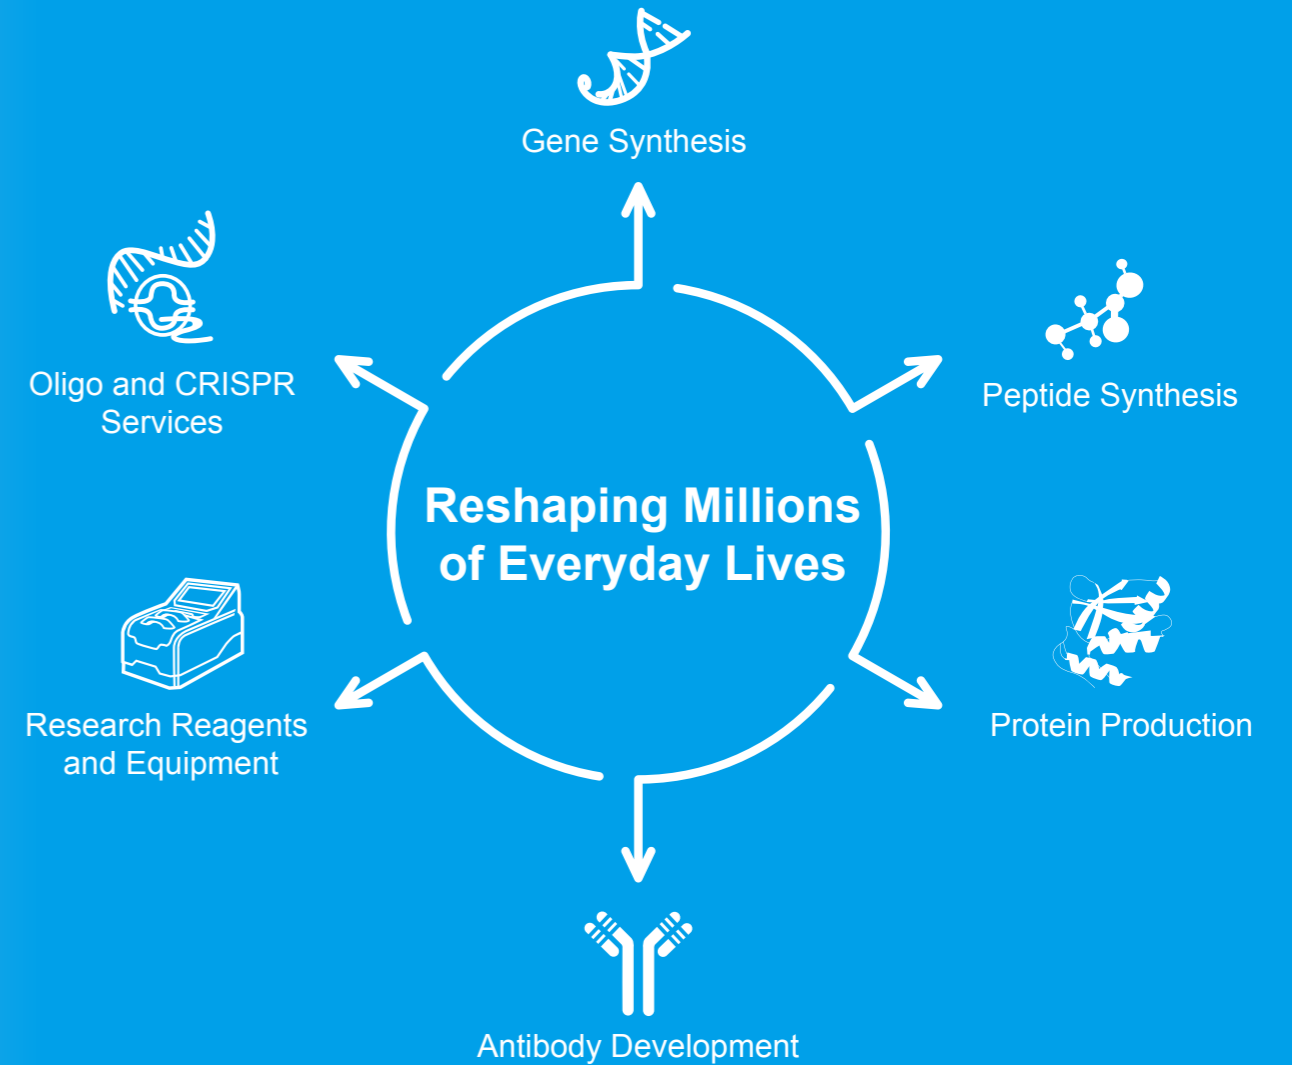 Gene Synthesis
Oligo and CRISPR
Services
Peptide Synthesis
Reshaping Millions
of Everyday Lives
Research Reagents
and Equipment
Protein Production
Antibody Development